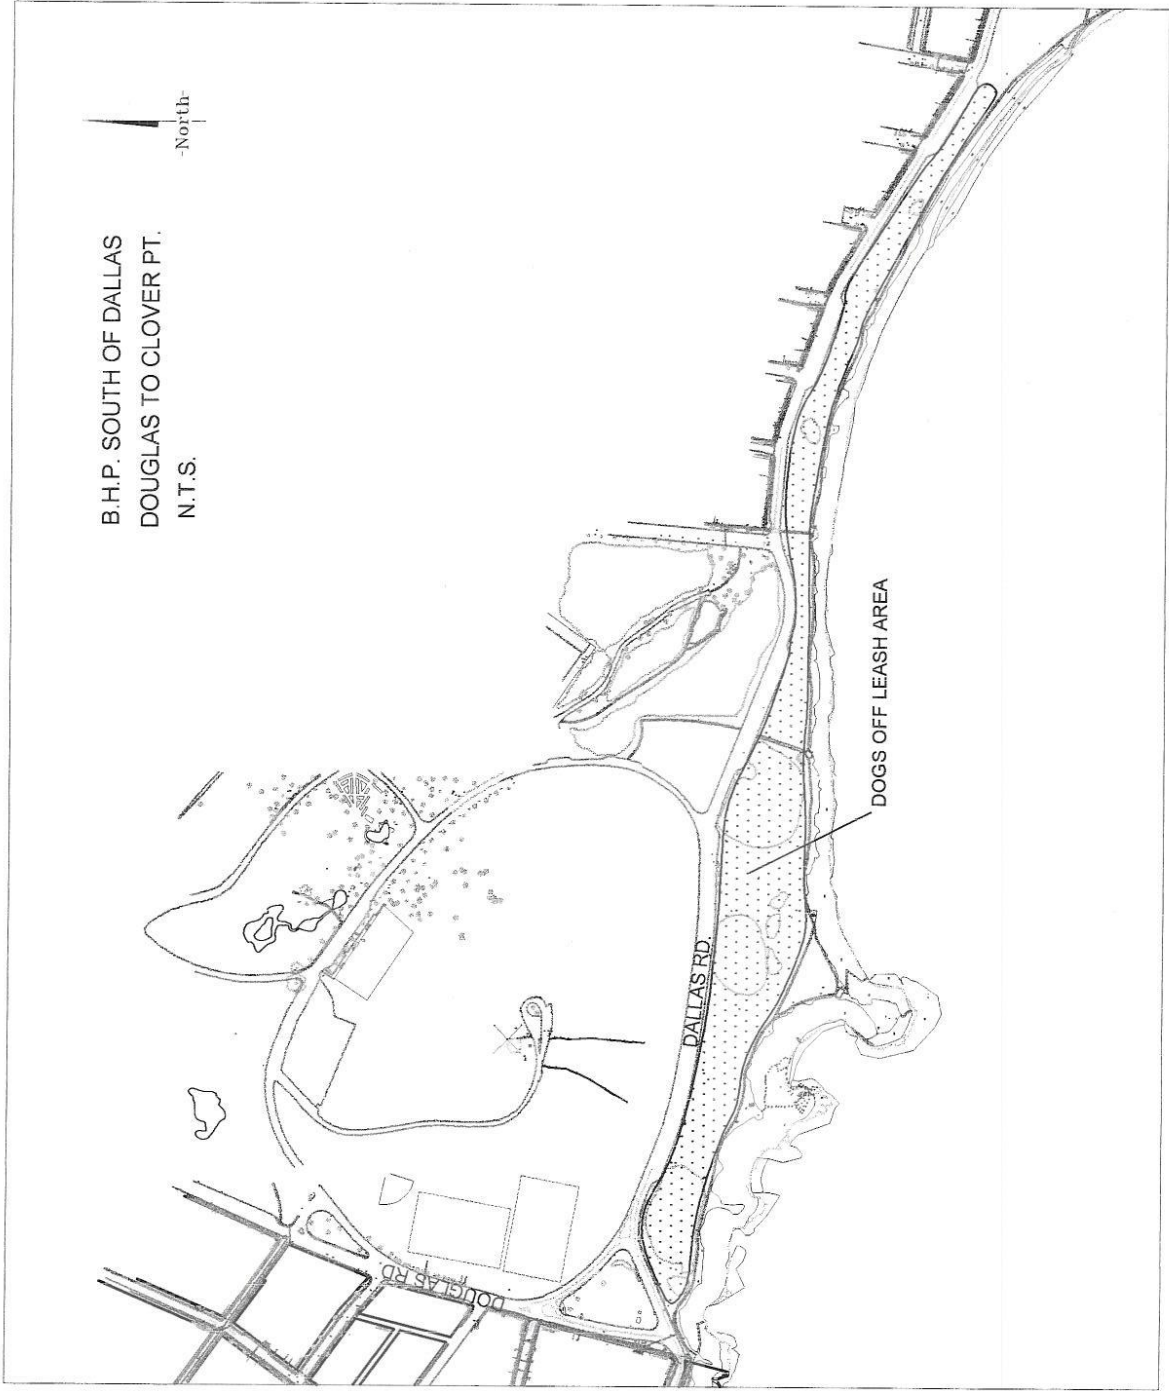 B.H.P. SOUTH OF DALLAS
DOUGLAS TO CLOVER PT.
N.T.S.
-North-
DOUGLAS RD.
DALLAS RD.
DOGS OFF LEASH AREA